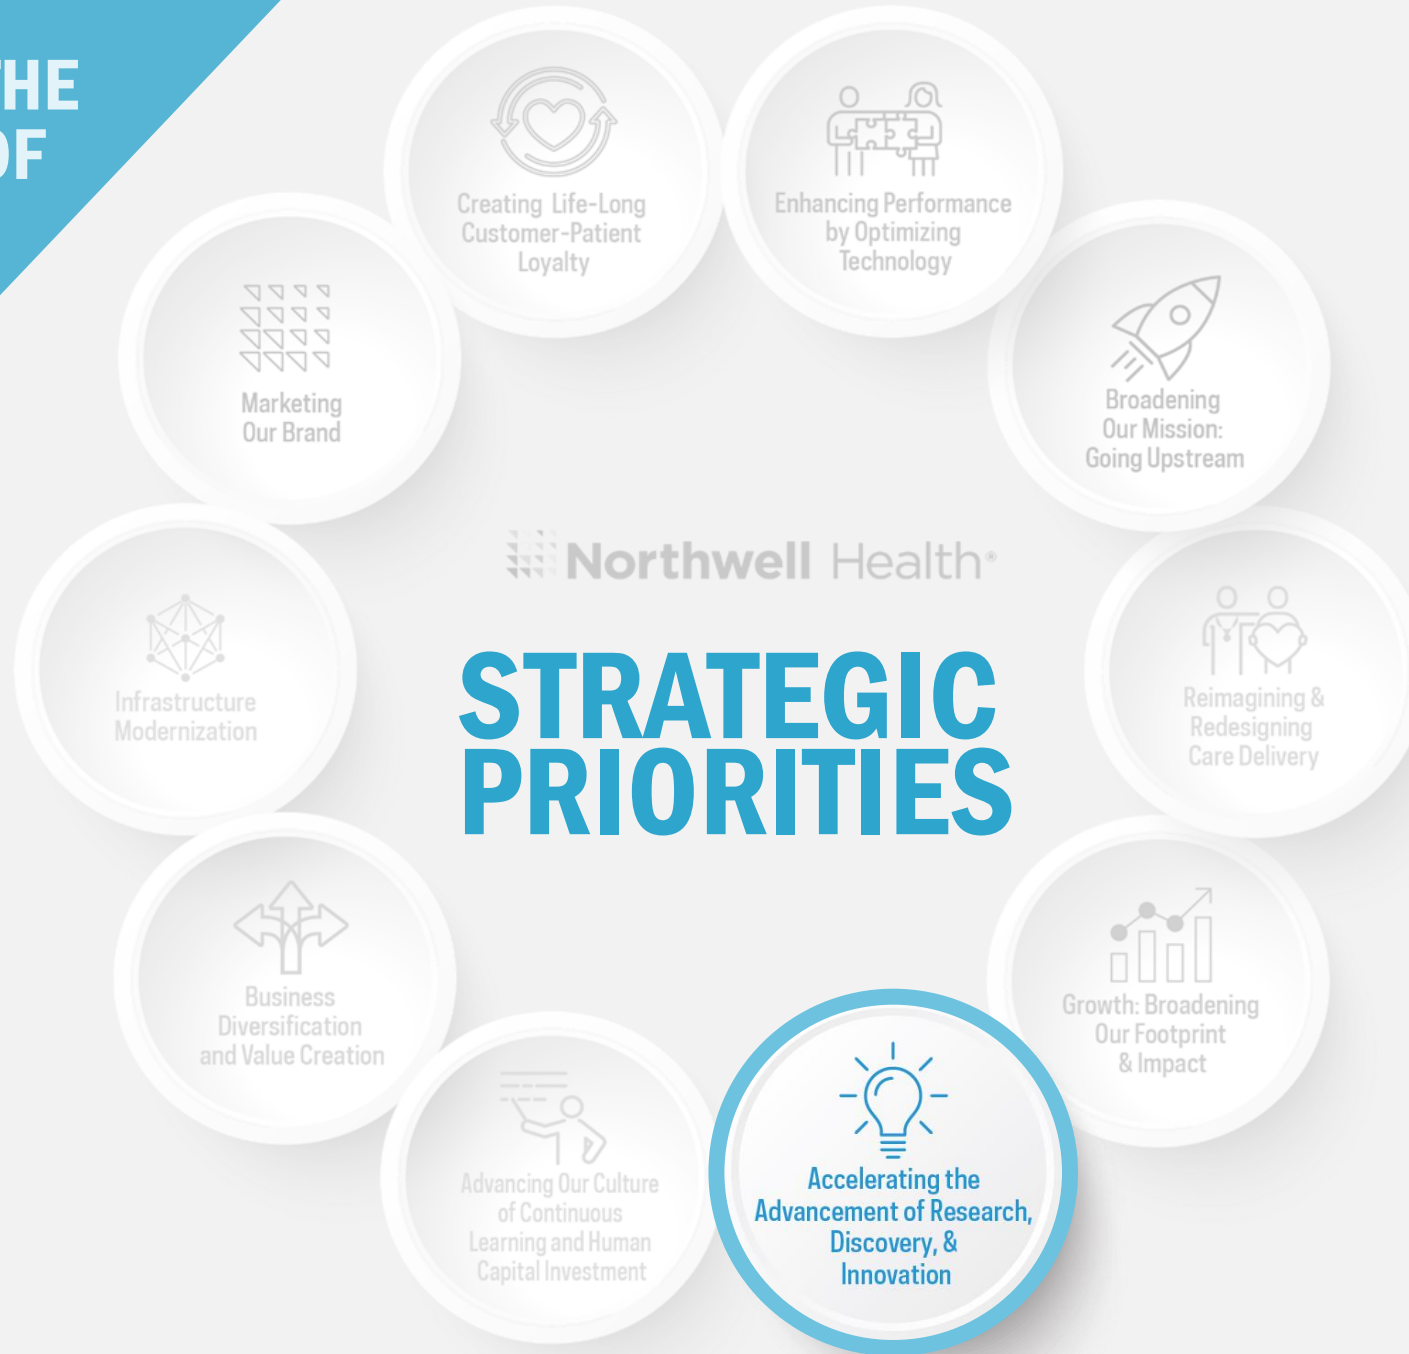 THE
OF
Creating Life-Long
Customer-Patient
Loyalty
Enhancing Performance
by Optimizing
Technology
Marketing
Our Brand
Broadening
Our Mission:
Going Upstream
Northwell Health®
STRATEGIC
PRIORITIES
Infrastructure
Modernization
Reimagining &
Redesigning
Care Delivery
Business
Diversification
and Value Creation
Growth: Broadening
Our Footprint
& Impact
Advancing Our Culture
of Continuous
Learning and Human
Capital Investment
Accelerating the
Advancement of Research,
Discovery, &
Innovation